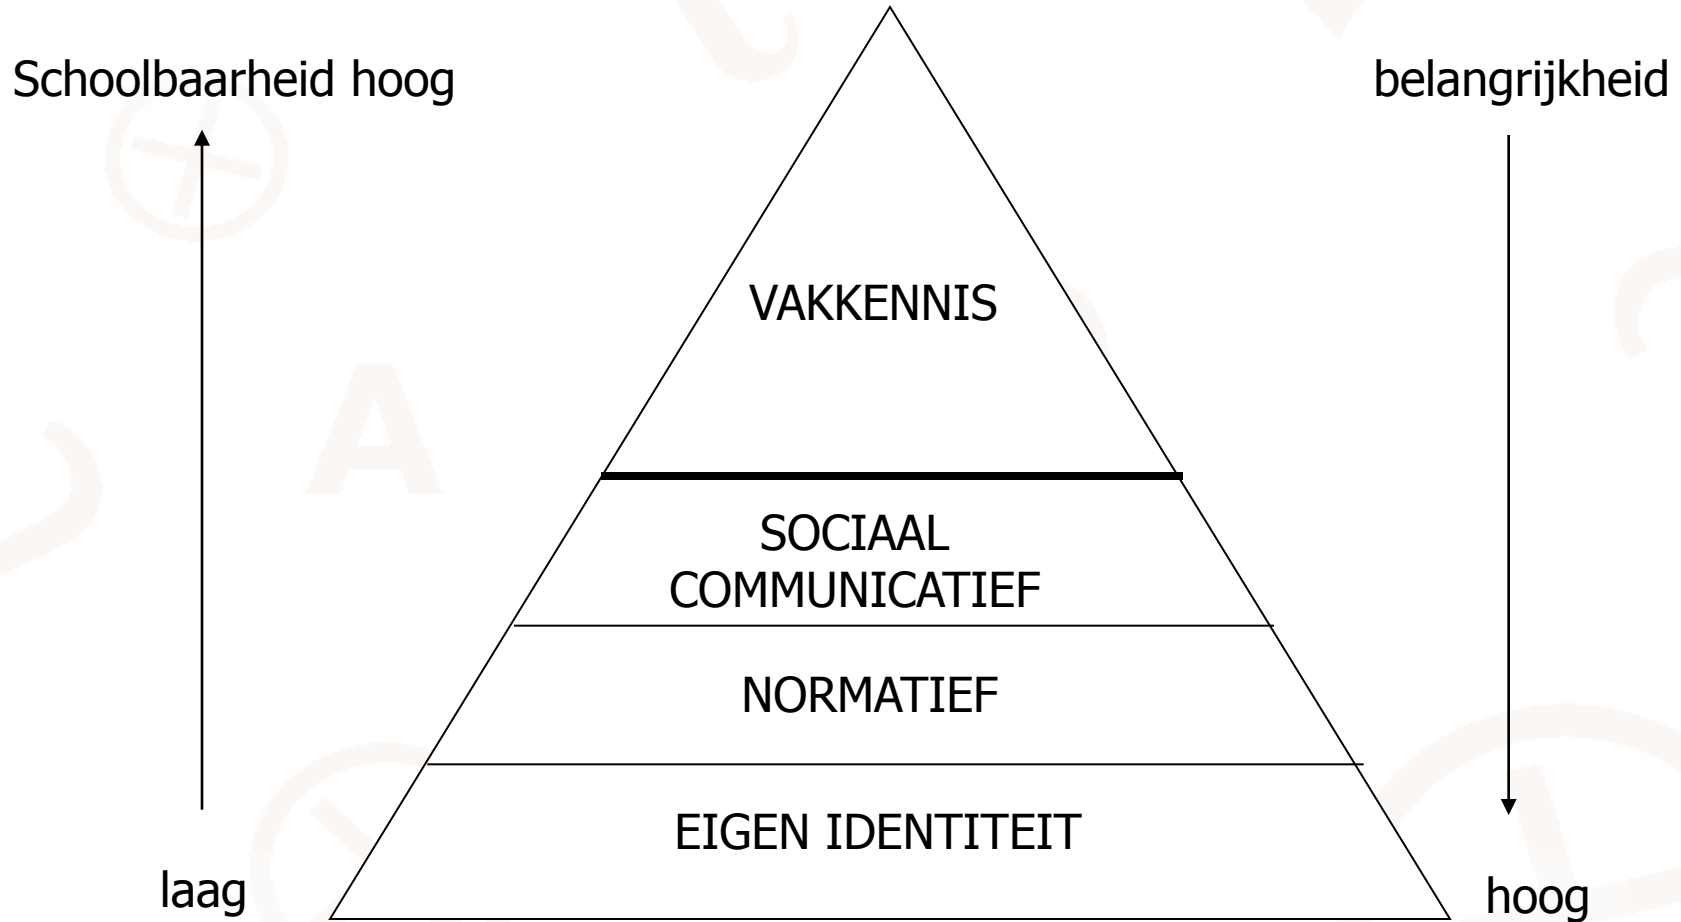 Schoolbaarheid hoog
belangrijkheid
VAKKENNIS
SOCIAAL
COMMUNICATIEF
NORMATIEF
EIGEN IDENTITEIT
laag
hoog